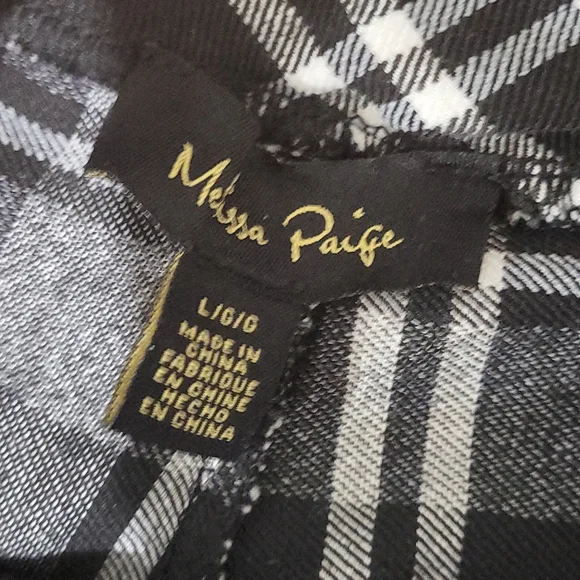 Melissa Paige
L/G/G
MADE IN
CHINA
FABRIQUE
EN CHINE
HECHO
EN CHINA